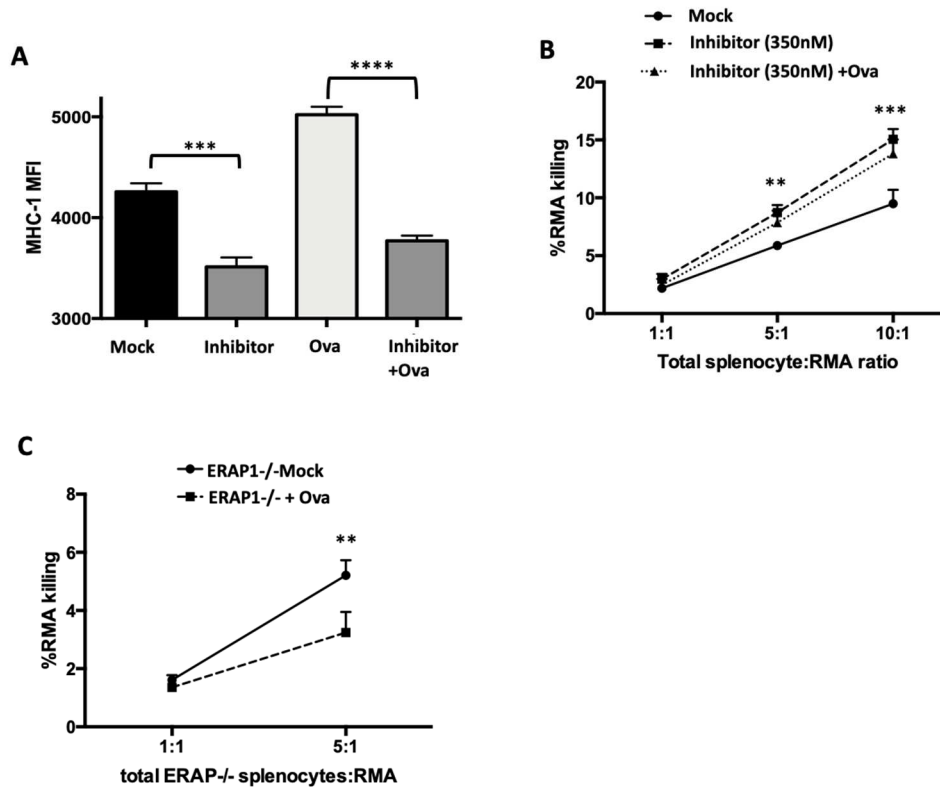 A
MHC-1 MFI
5000
4000
3000
***
****
Mock
Inhibitor
Ova
Inhibitor
+Ova
B
Mock
Inhibitor (350nM)
Inhibitor (350nM) +Ova
%RMA killing
20
15
10
5
0
**
***
1:1
5:1
10:1
Total splenocyte:RMA ratio
C
ERAP1-/-Mock
ERAP1-/- + Ova
%RMA killing
8
6
4
2
0
**
1:1
5:1
total ERAP-/- splenocytes:RMA